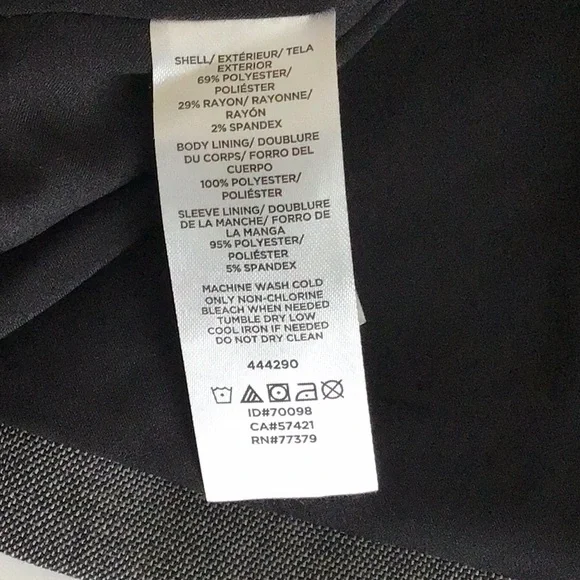 SHELL/ EXTÉRIEUR/ TELA
EXTERIOR
69% POLYESTER/
POLIÉSTER
29% RAYON/ RAYONNE/
RAYÓN
2% SPANDEX
BODY LINING/ DOUBLURE
DU CORPS/ FORRO DEL
CUERPO
100% POLYESTER/
POLIÉSTER
SLEEVE LINING/ DOUBLURE
DE LA MANCHE/ FORRO DE
LA MANGA
95% POLYESTER/
POLIÉSTER
5% SPANDEX
MACHINE WASH COLD
ONLY NON-CHLORINE
BLEACH WHEN NEEDED
TUMBLE DRY LOW
COOL IRON IF NEEDED
DO NOT DRY CLEAN
444290
ID#70098
CA#57421
RN#77379